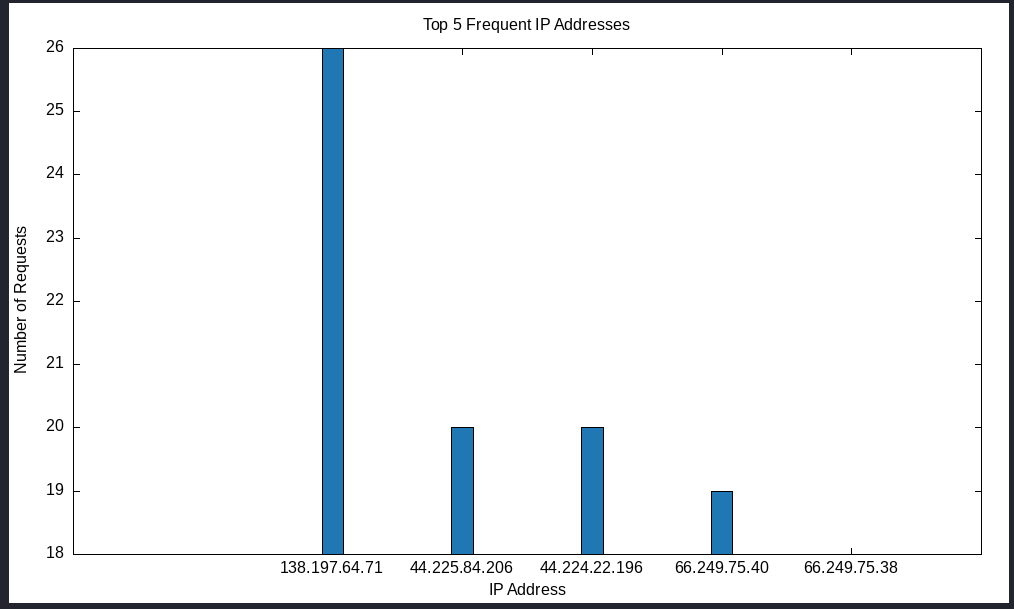 Top 5 Frequent IP Addresses
26
25
24
23
22
21
20
19
18
Number of Requests
138.197.64.71 44.225.84.206 44.224.22.196 66.249.75.40 66.249.75.38
IP Address